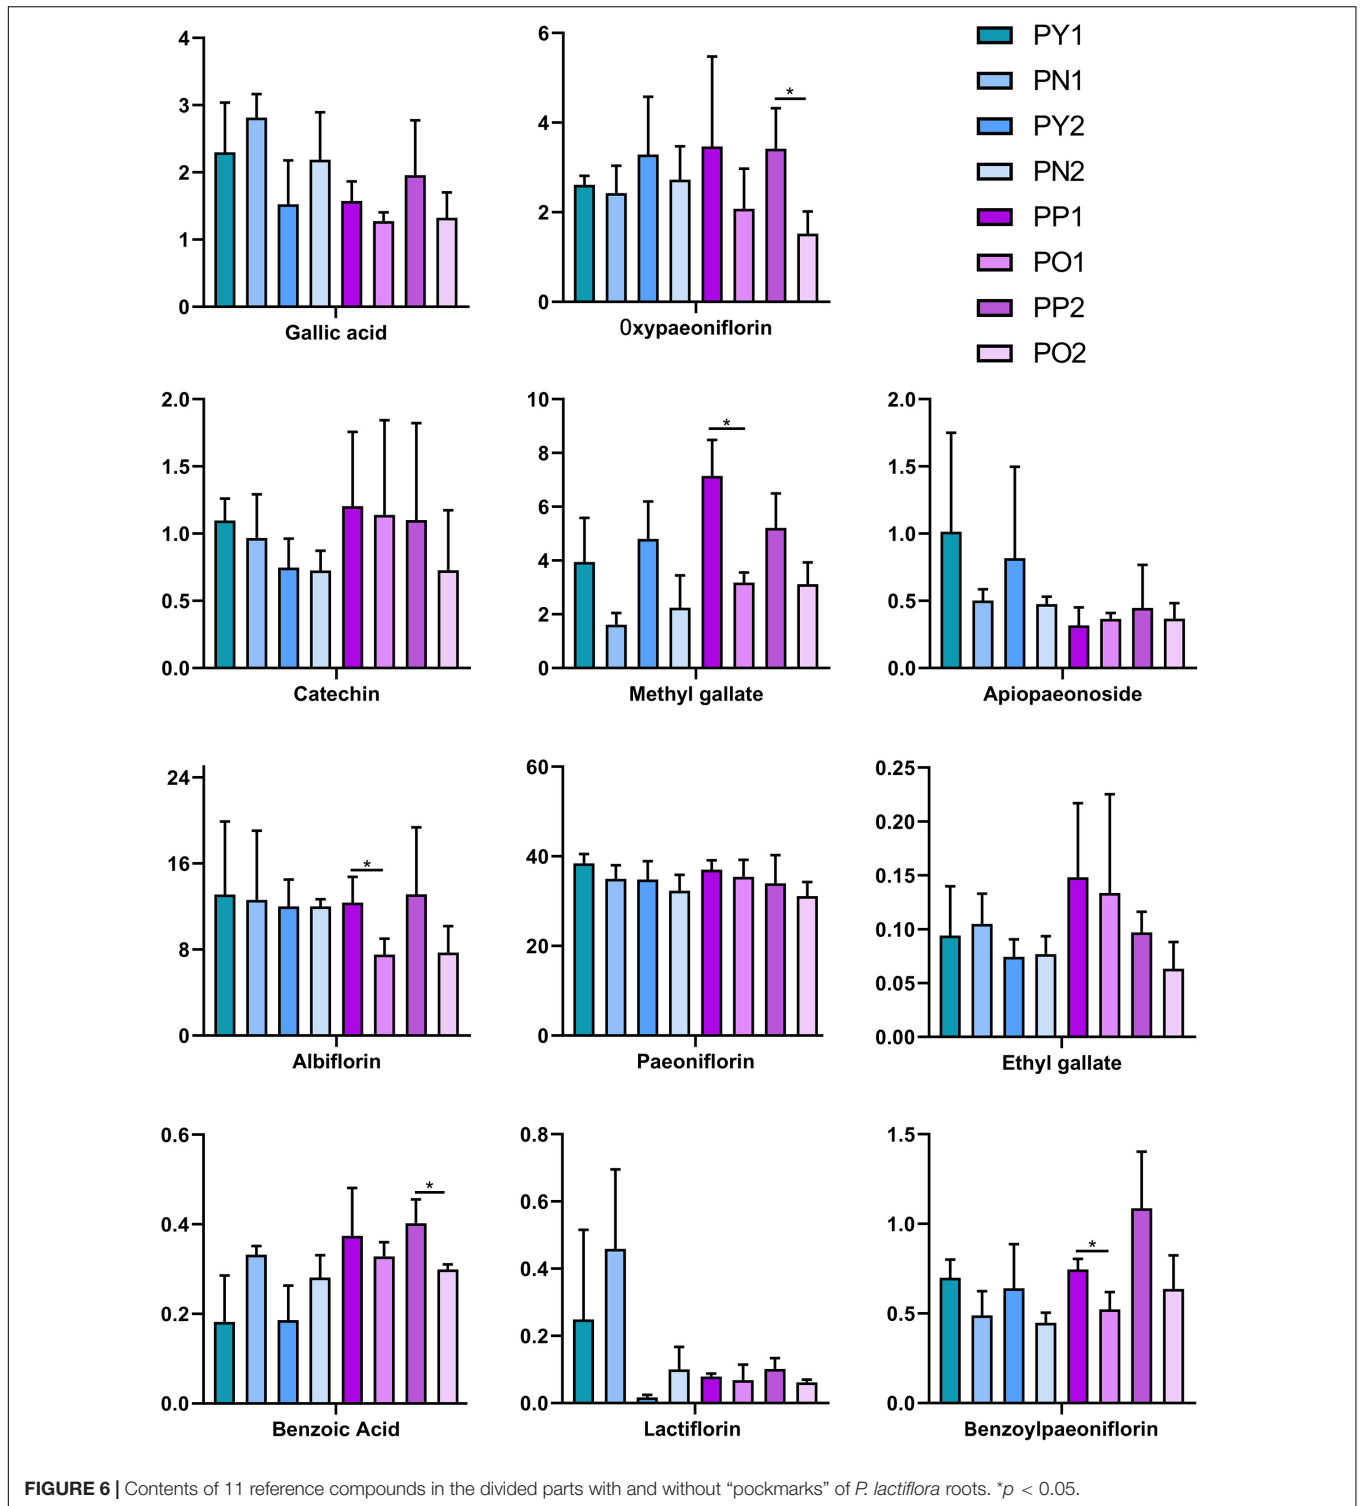 4
3
2
1
0
Gallic acid
6
4
2
0
*
0xypaeoniflorin
PY1
PN1
PY2
PN2
PP1
PO1
PP2
PO2
2.0
1.5
1.0
0.5
0.0
Catechin
10
8
6
4
2
0
*
Methyl gallate
2.0
1.5
1.0
0.5
0.0
Apiopaeonoside
24
16
8
0
*
Albiflorin
60
40
20
0
Paeoniflorin
0.25
0.20
0.15
0.10
0.05
0.00
Ethyl gallate
0.6
0.4
0.2
0.0
*
Benzoic Acid
0.8
0.6
0.4
0.2
0.0
Lactiflorin
1.5
1.0
0.5
0.0
*
Benzoylpaeoniflorin
FIGURE 6 | Contents of 11 reference compounds in the divided parts with and without “pockmarks” of P. lactiflora roots. *p < 0.05.